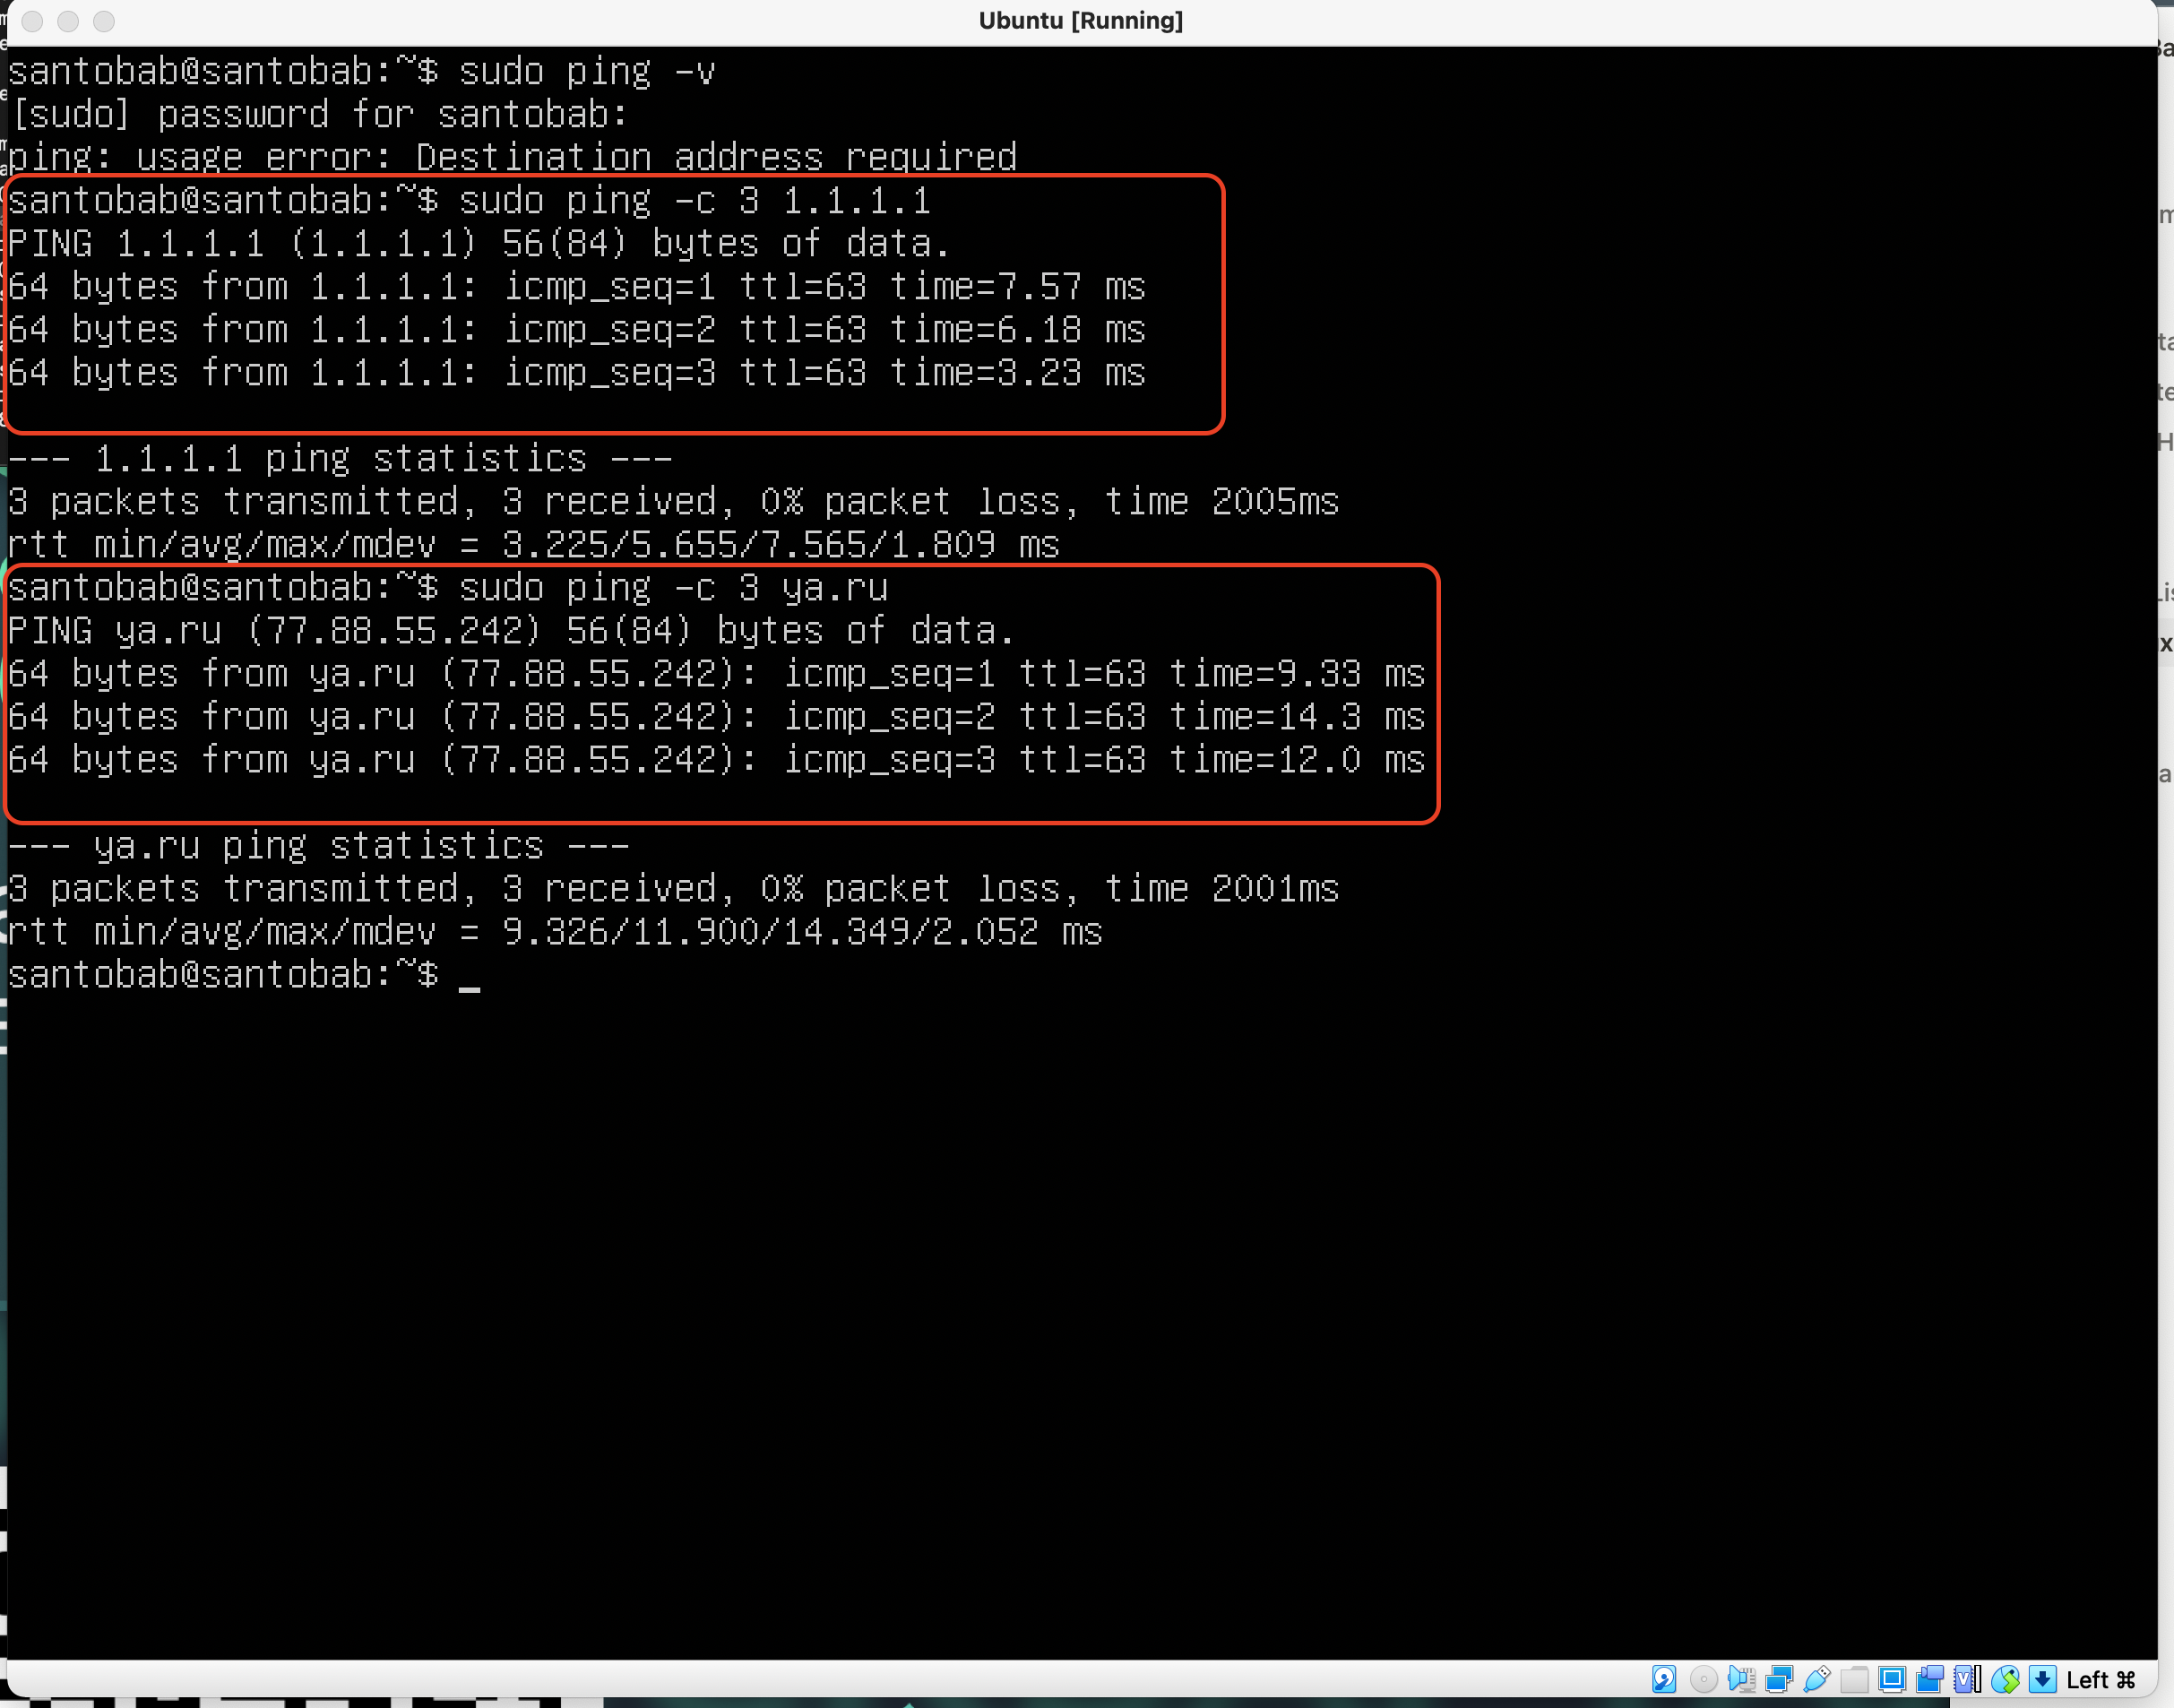 Ubuntu [Running]
santobab@santobab:~$ sudo ping -v
[sudo] password for santobab:
ping: usage error: Destination address required
santobab@santobab:~$ sudo ping -c 3 1.1.1.1
PING 1.1.1.1 (1.1.1.1) 56(84) bytes of data.
64 bytes from 1.1.1.1: icmp_seq=1 ttl=63 time=7.57 ms
64 bytes from 1.1.1.1: icmp_seq=2 ttl=63 time=6.18 ms
64 bytes from 1.1.1.1: icmp_seq=3 ttl=63 time=3.23 ms
--- 1.1.1.1 ping statistics ---
3 packets transmitted, 3 received, 0% packet loss, time 2005ms
rtt min/avg/max/mdev = 3.225/5.655/7.565/1.809 ms
santobab@santobab:~$ sudo ping -c 3 ya.ru
PING ya.ru (77.88.55.242) 56(84) bytes of data.
64 bytes from ya.ru (77.88.55.242): icmp_seq=1 ttl=63 time=9.33 ms
64 bytes from ya.ru (77.88.55.242): icmp_seq=2 ttl=63 time=14.3 ms
64 bytes from ya.ru (77.88.55.242): icmp_seq=3 ttl=63 time=12.0 ms
--- ya.ru ping statistics ---
3 packets transmitted, 3 received, 0% packet loss, time 2001ms
rtt min/avg/max/mdev = 9.326/11.900/14.349/2.052 ms
santobab@santobab:~$ _
Left ⌘